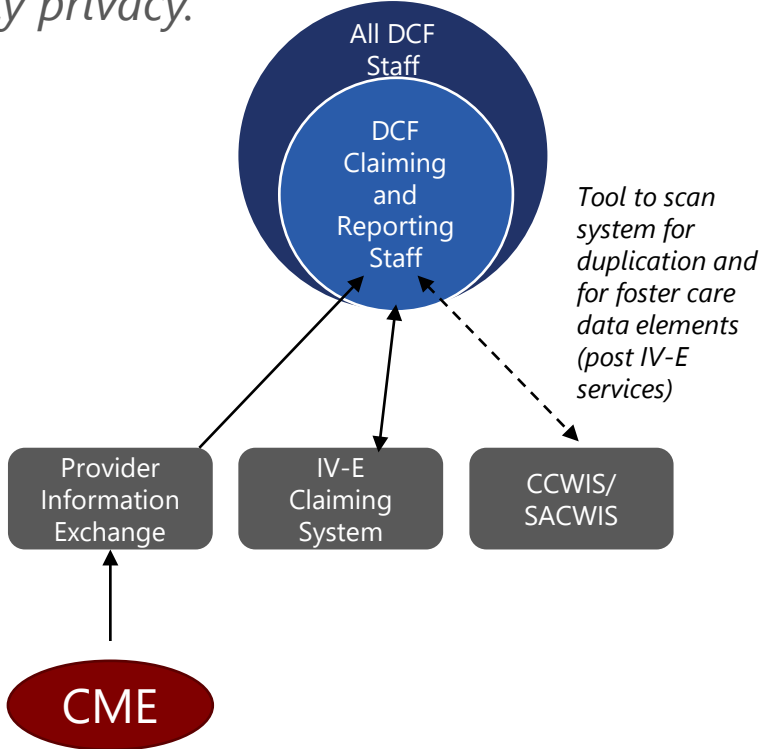 y privacy.
All DCF
Staff
DCF
Claiming
and
Reporting
Staff
Tool to scan
system for
duplication and
for foster care
data elements
(post IV-E
services)
Provider
Information
Exchange
IV-E
Claiming
System
CCWIS/
SACWIS
CME